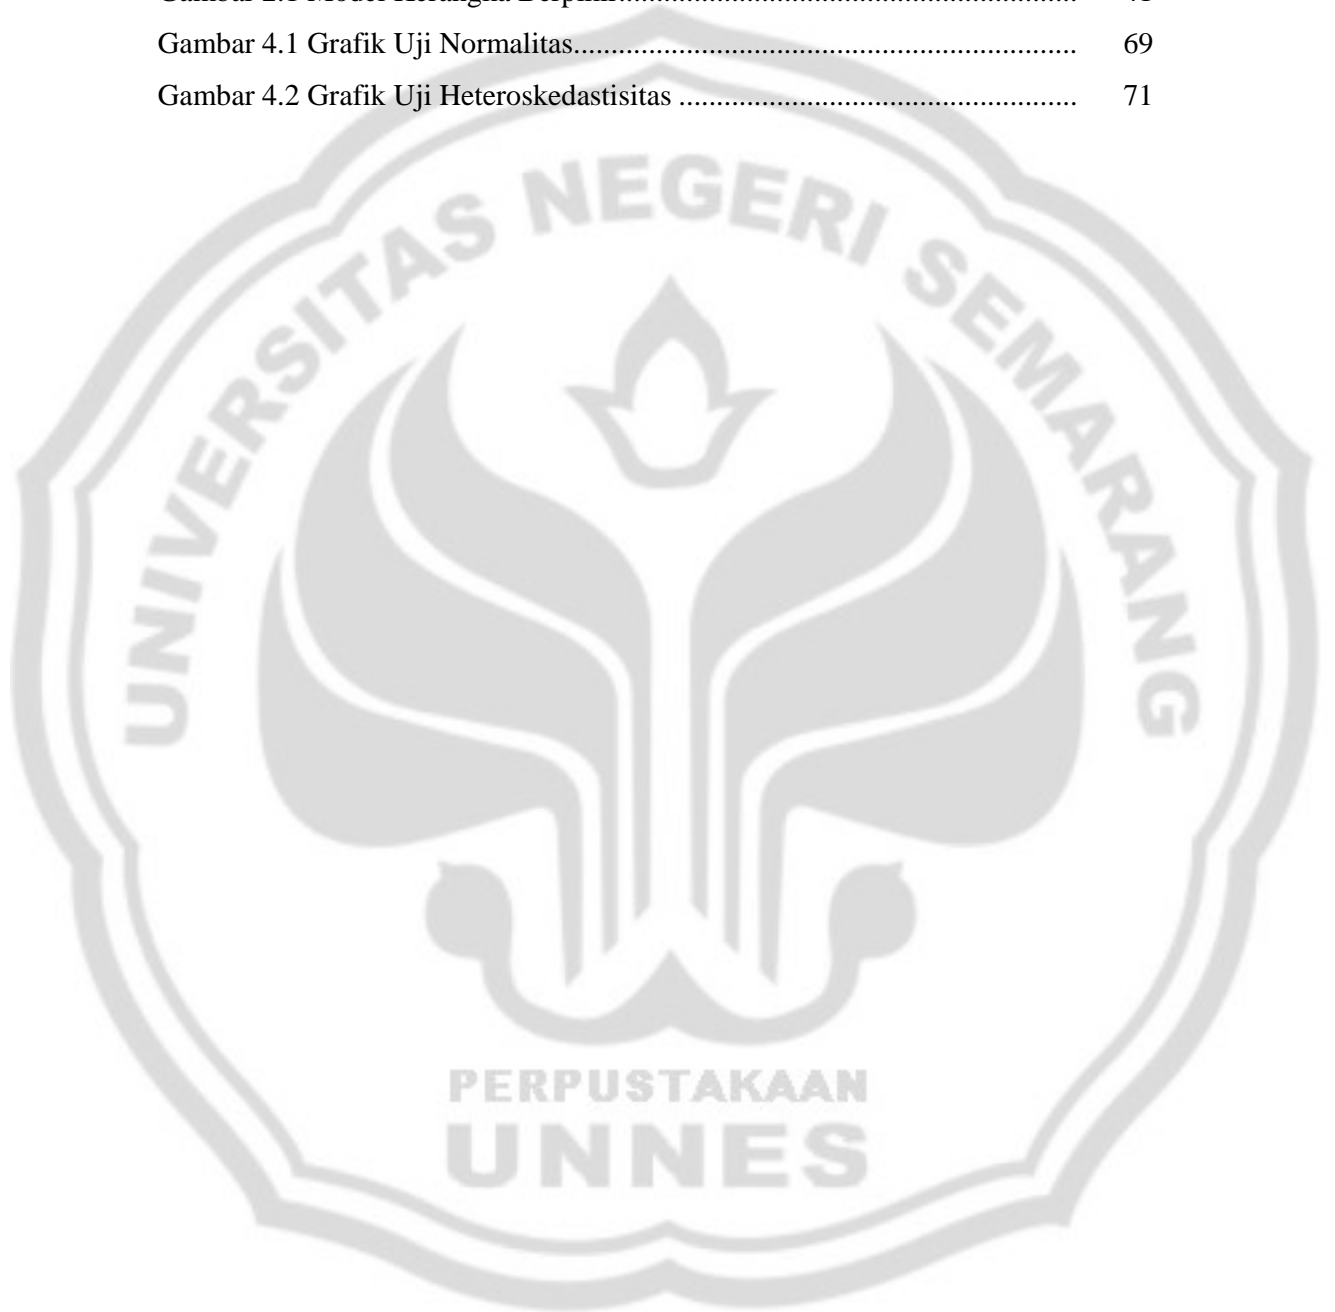 Gambar 4.1 Grafik Uji Normalitas.................................................................... 69
Gambar 4.2 Grafik Uji Heteroskedastisitas ...................................................... 71
UNIVERSITAS NEGERI SEMARANG
PERPUSTAKAAN
UNNES